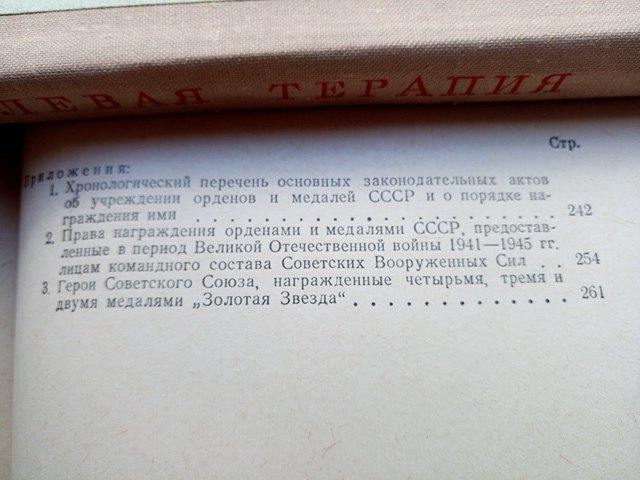 ЛЕВАЯ ТЕРАПИЯ
Стр.
Приложения:
1. Хронологический перечень основных законодательных актов
об учреждении орденов и медалей СССР и о порядке на-
граждения ими . . . . . . . . . . . . . . . . . 242
2. Права награждения орденами и медалями СССР, предостав-
ленные в период Великой Отечественной войны 1941—1945 гг.
лицам командного состава Советских Вооруженных Сил . . 254
3. Герои Советского Союза, награжденные четырьмя, тремя и
двумя медалями „Золотая Звезда“ . . . . . . . . . . . . . 261